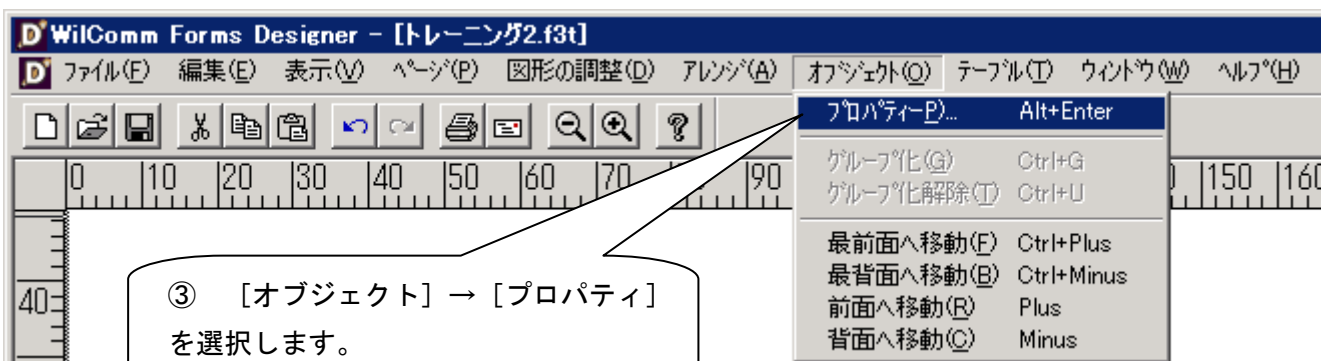 WilComm Forms Designer - [トレーニング2.f3t]
ファイル(F) 編集(E) 表示(V) ページ(P) 図形の調整(D) アレンジ(A) オブジェクト(O) テーブル(T) ウィンドウ(W) ヘルプ(H)
プロパティーP)... Alt+Enter
グループ化(G) Ctrl+G
グループ化解除(T) Ctrl+U
0 10 20 30 40 50 60 70 90 150 160
最前面へ移動(F) Ctrl+Plus
最背面へ移動(B) Ctrl+Minus
前面へ移動(R) Plus
背面へ移動(C) Minus
40
③ [オブジェクト]→[プロパティ]
を選択します。